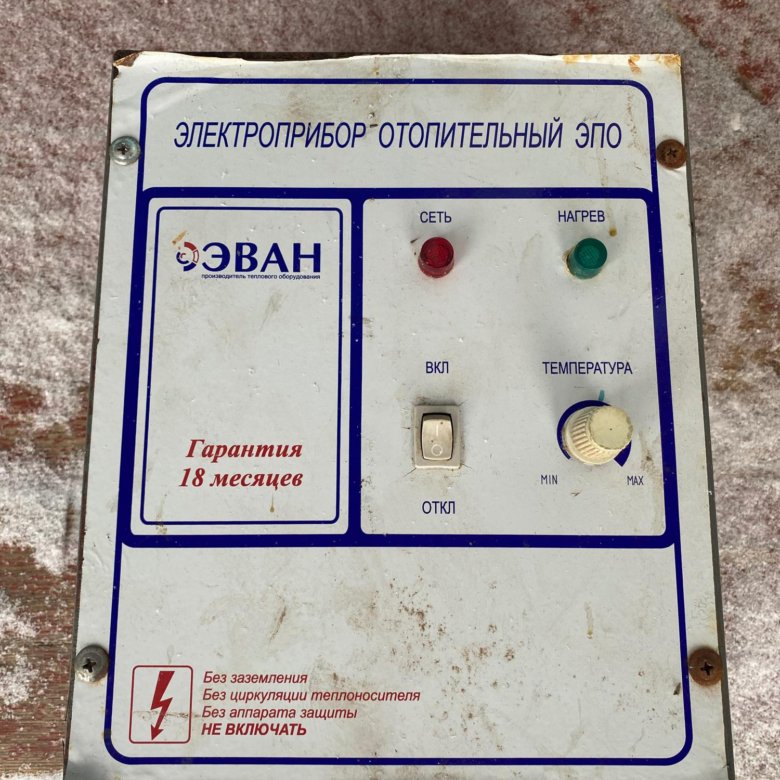 ЭЛЕКТРОПРИБОР ОТОПИТЕЛЬНЫЙ ЭПО
ЭВАН
производитель теплового оборудования
Гарантия
18 месяцев
СЕТЬ
НАГРЕВ
ВКЛ
ОТКЛ
ТЕМПЕРАТУРА
MIN
MAX
Без заземления
Без циркуляции теплоносителя
Без аппарата защиты
НЕ ВКЛЮЧАТЬ